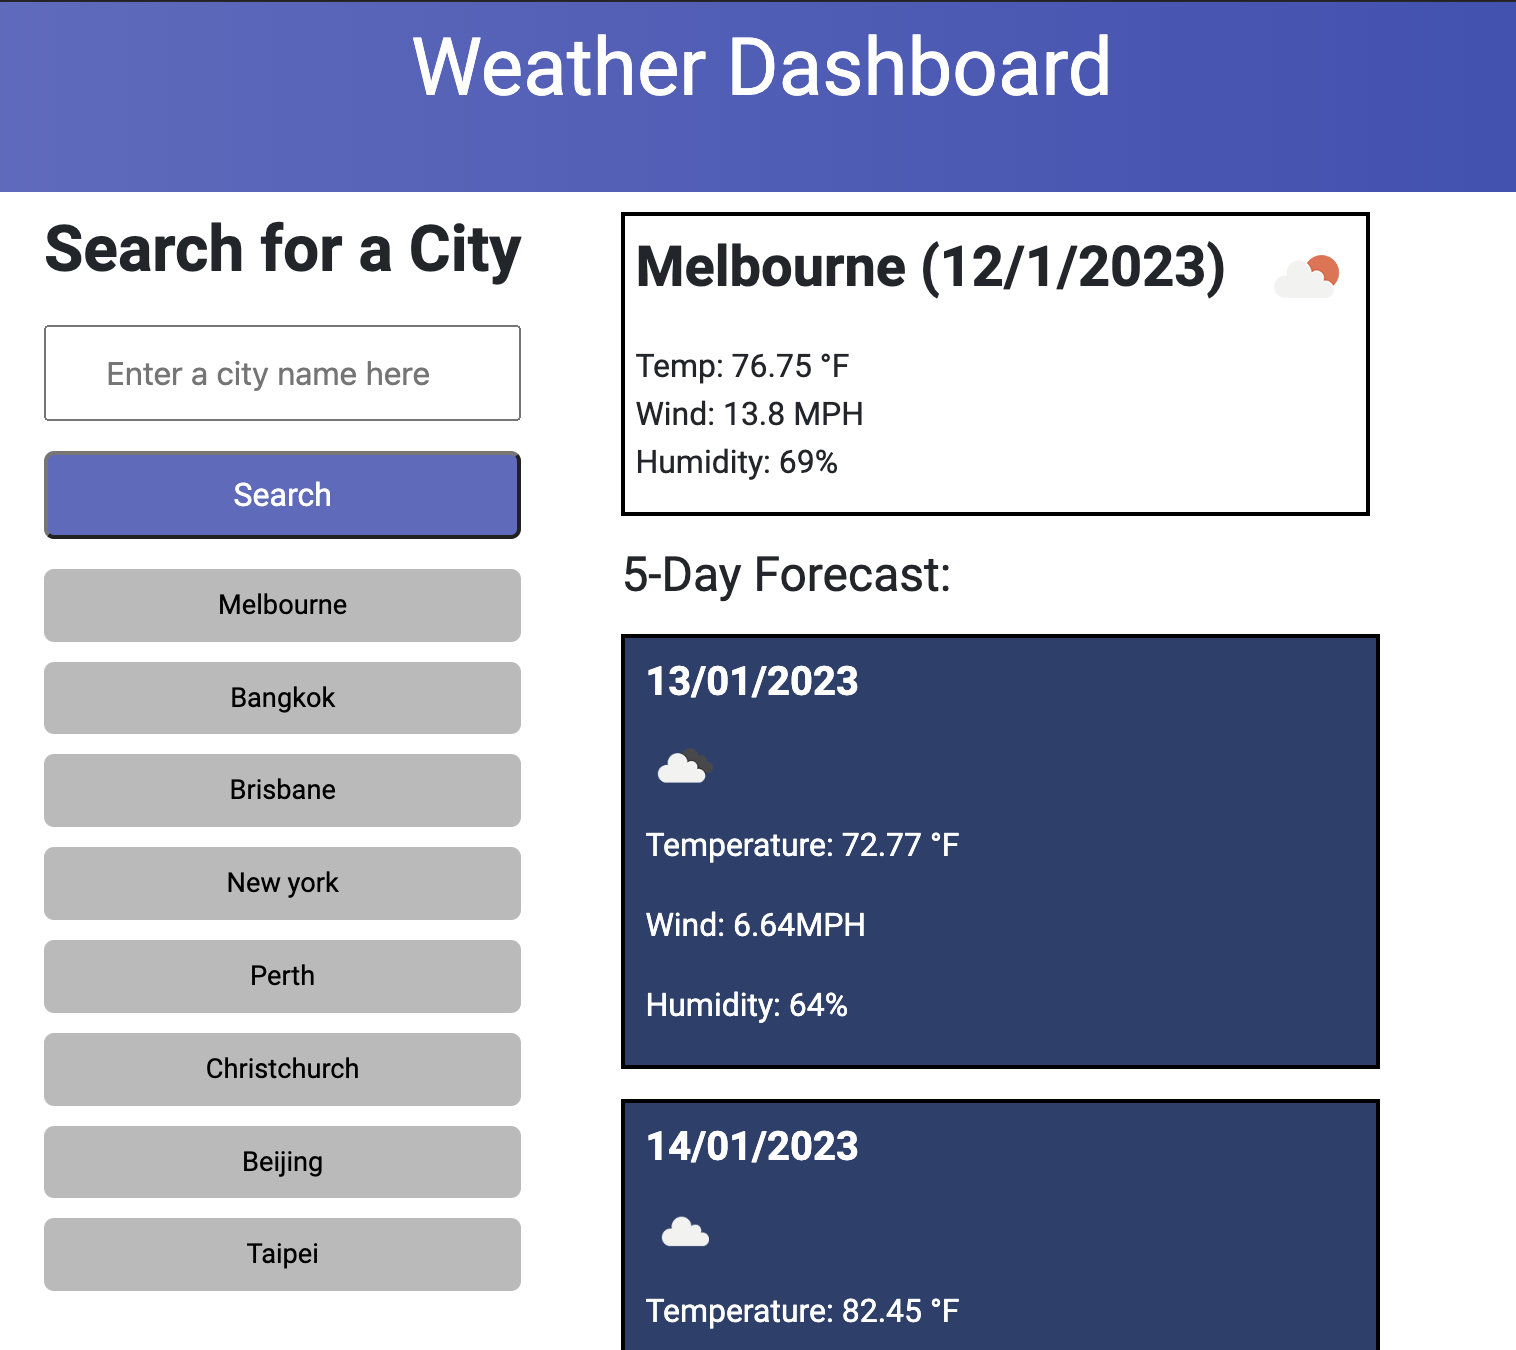 Weather Dashboard
Search for a City
Enter a city name here
Search
Melbourne
Bangkok
Brisbane
New york
Perth
Christchurch
Beijing
Taipei
Melbourne (12/1/2023)
Temp: 76.75 °F
Wind: 13.8 MPH
Humidity: 69%
5-Day Forecast:
13/01/2023
Temperature: 72.77 °F
Wind: 6.64MPH
Humidity: 64%
14/01/2023
Temperature: 82.45 °F